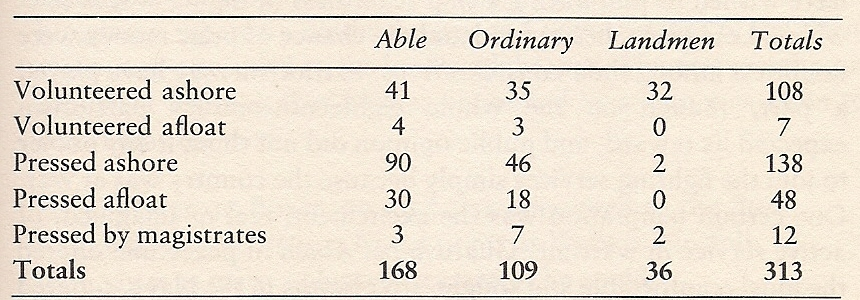 Able Ordinary Landmen Totals
Volunteered ashore 41 35 32 108
Volunteered afloat 4 3 0 7
Pressed ashore 90 46 2 138
Pressed afloat 30 18 0 48
Pressed by magistrates 3 7 2 12
Totals 168 109 36 313